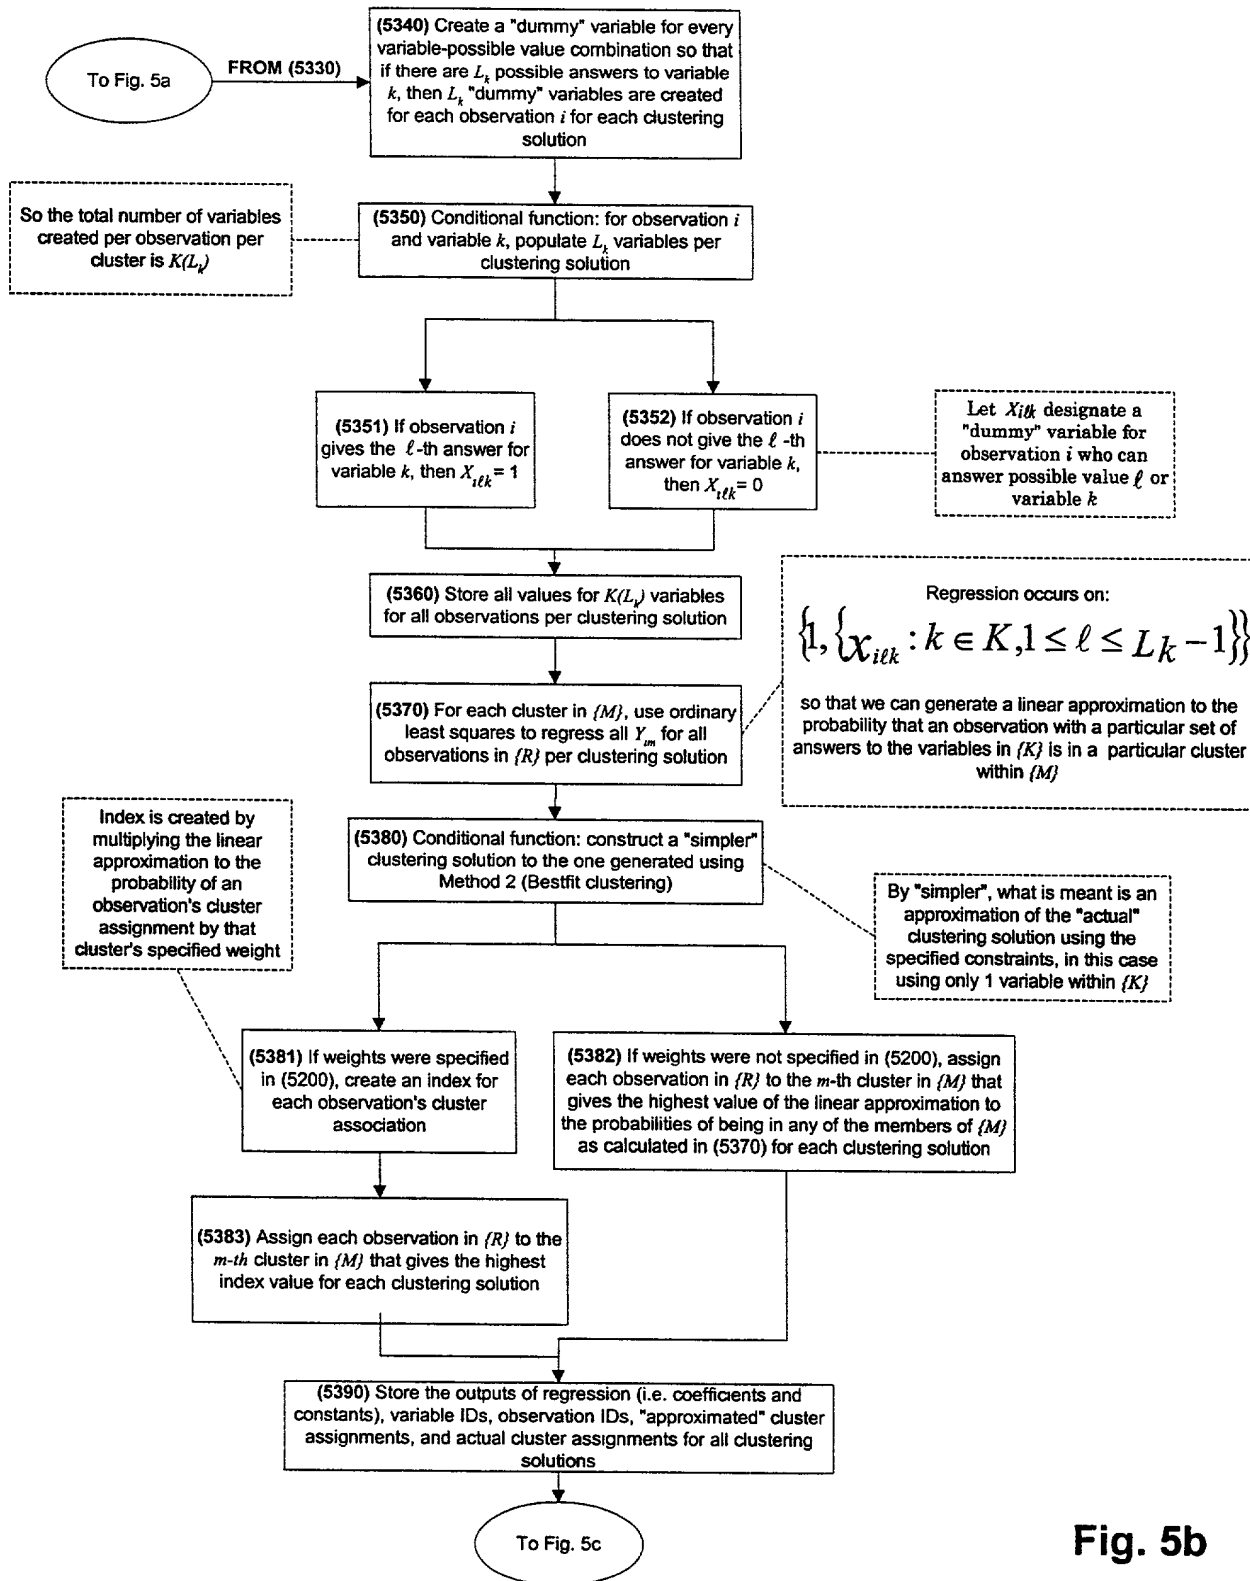 To Fig. 5a
FROM (5330)
(5340) Create a "dummy" variable for every
variable-possible value combination so that
if there are Lk possible answers to variable
k, then Lk "dummy" variables are created
for each observation i for each clustering
solution
So the total number of variables
created per observation per
cluster is K(Lk)
(5350) Conditional function: for observation i
and variable k, populate Lk variables per
clustering solution
(5351) If observation i
gives the ℓ-th answer for
variable k, then Xiℓk = 1
(5352) If observation i
does not give the ℓ -th
answer for variable k,
then Xiℓk = 0
Let Xiℓk designate a
"dummy" variable for
observation i who can
answer possible value ℓ or
variable k
(5360) Store all values for K(Lk) variables
for all observations per clustering solution
Regression occurs on:
{1, {xiℓk : k ∈ K, 1 ≤ ℓ ≤ Lk − 1}}
so that we can generate a linear approximation to the
probability that an observation with a particular set of
answers to the variables in {K} is in a particular cluster
within {M}
(5370) For each cluster in {M}, use ordinary
least squares to regress all Yim for all
observations in {R} per clustering solution
Index is created by
multiplying the linear
approximation to the
probability of an
observation's cluster
assignment by that
cluster's specified weight
(5380) Conditional function: construct a "simpler"
clustering solution to the one generated using
Method 2 (Bestfit clustering)
By "simpler", what is meant is an
approximation of the "actual"
clustering solution using the
specified constraints, in this case
using only 1 variable within {K}
(5381) If weights were specified
in (5200), create an index for
each observation's cluster
association
(5382) If weights were not specified in (5200), assign
each observation in {R} to the m-th cluster in {M} that
gives the highest value of the linear approximation to
the probabilities of being in any of the members of {M}
as calculated in (5370) for each clustering solution
(5383) Assign each observation in {R} to the
m-th cluster in {M} that gives the highest
index value for each clustering solution
(5390) Store the outputs of regression (i.e. coefficients and
constants), variable IDs, observation IDs, "approximated" cluster
assignments, and actual cluster assignments for all clustering
solutions
To Fig. 5c
Fig. 5b